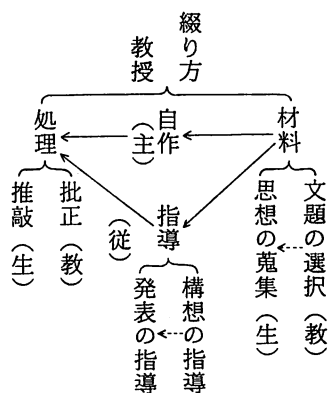 綴り方
教授
材料
自作
(主)
処理
文題の選択(教)
思想の蒐集(生)
指導
(従)
構想の指導
発表の指導
批正(教)
推敲(生)